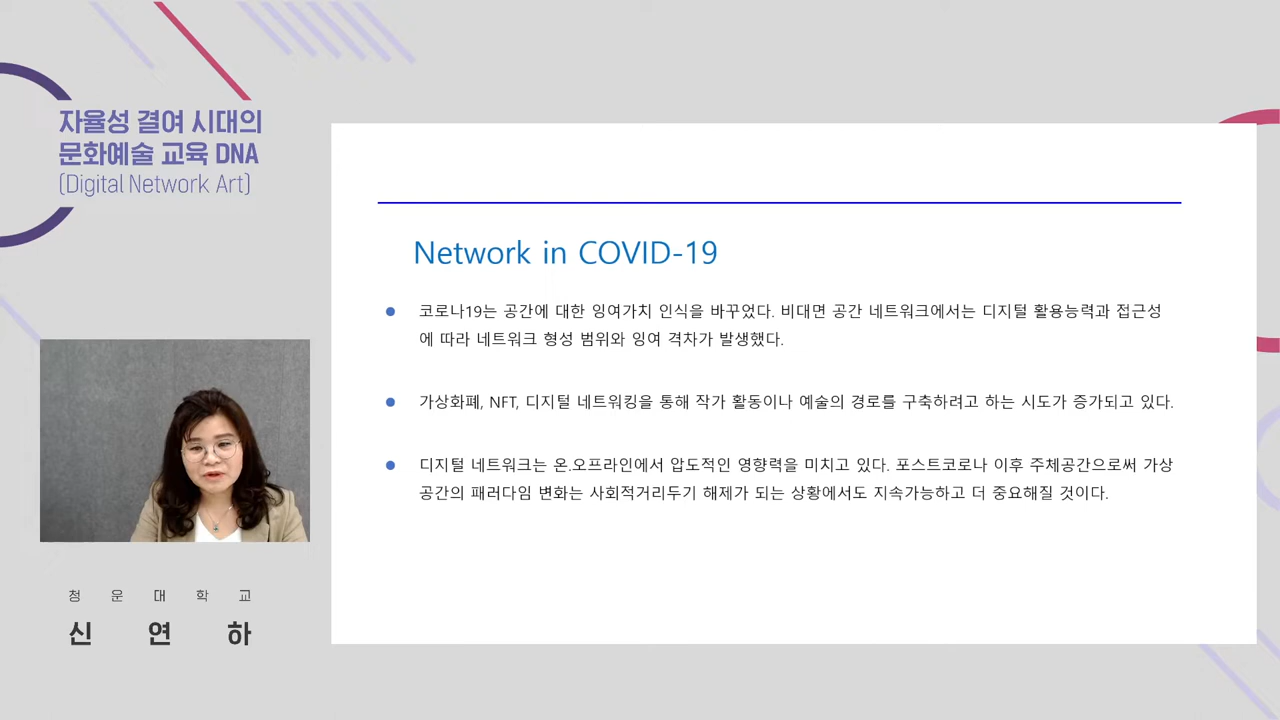 자율성 결여 시대의
문화예술 교육 DNA
(Digital Network Art)
청 운 대 학 교
신 연 하
Network in COVID-19
코로나19는 공간에 대한 잉여가치 인식을 바꾸었다. 비대면 공간 네트워크에서는 디지털 활용능력과 접근성
에 따라 네트워크 형성 범위와 잉여 격차가 발생했다.
가상화폐, NFT, 디지털 네트워킹을 통해 작가 활동이나 예술의 경로를 구축하려고 하는 시도가 증가되고 있다.
디지털 네트워크는 온.오프라인에서 압도적인 영향력을 미치고 있다. 포스트코로나 이후 주체공간으로써 가상
공간의 패러다임 변화는 사회적거리두기 해제가 되는 상황에서도 지속가능하고 더 중요해질 것이다.